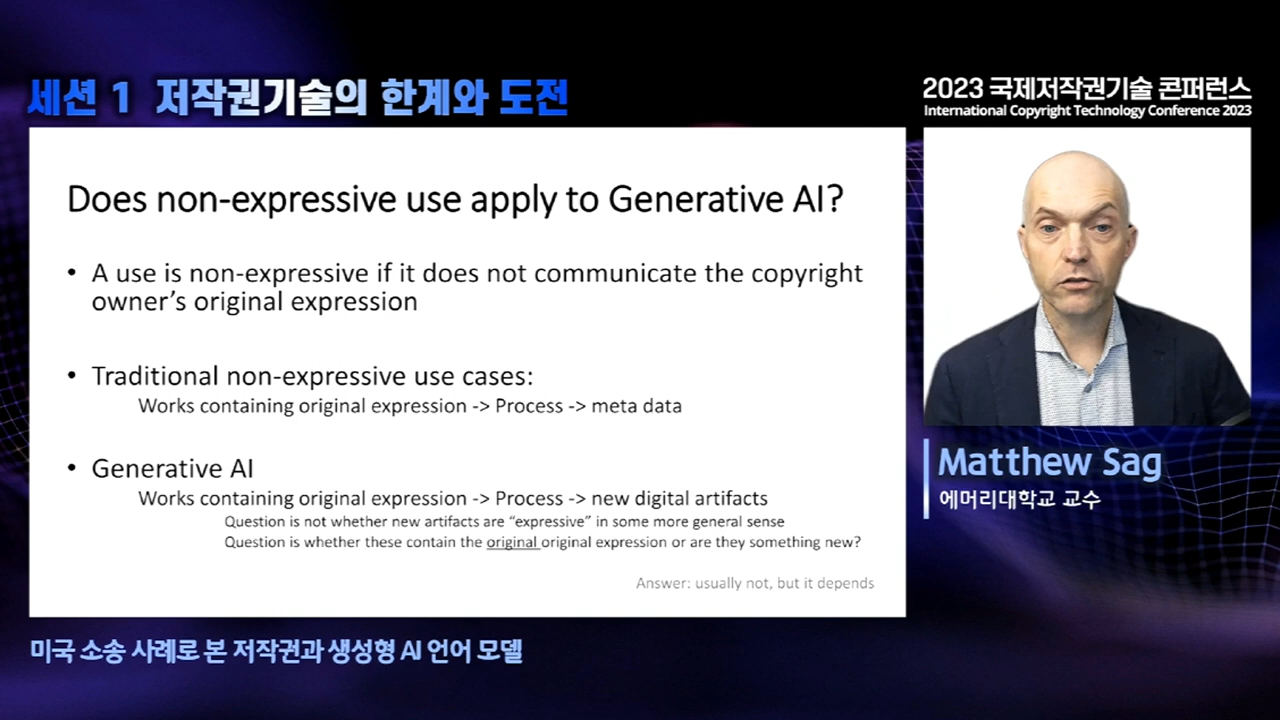 세션 1 저작권기술의 한계와 도전
2023 국제저작권기술 콘퍼런스
International Copyright Technology Conference 2023
Does non-expressive use apply to Generative AI?
• A use is non-expressive if it does not communicate the copyright
owner's original expression
• Traditional non-expressive use cases:
Works containing original expression -> Process -> meta data
• Generative AI
Works containing original expression -> Process -> new digital artifacts
Question is not whether new artifacts are “expressive” in some more general sense
Question is whether these contain the original original expression or are they something new?
Answer: usually not, but it depends
Matthew Sag
에머리대학교 교수
미국 소송 사례로 본 저작권과 생성형 AI 언어 모델